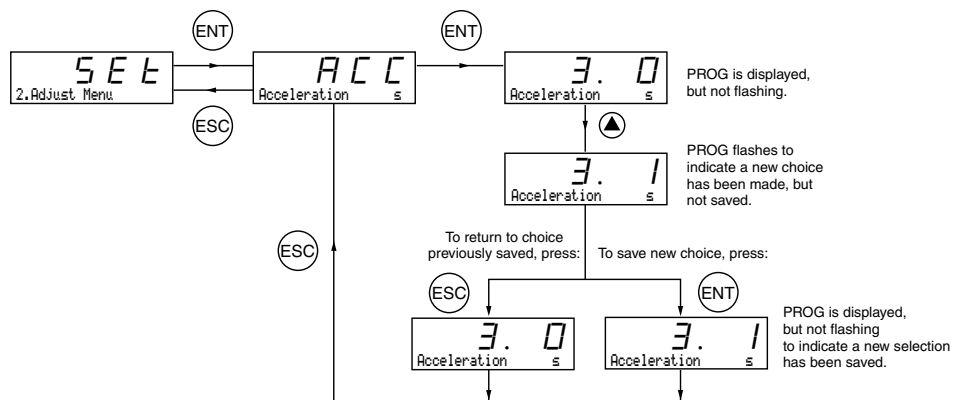 ENT
ENT
SEt
2.Adjust Menu
ACC
Acceleration s
3. 0
Acceleration s
PROG is displayed,
but not flashing.
ESC
3. 1
Acceleration s
PROG flashes to
indicate a new choice
has been made, but
not saved.
ESC
To return to choice
previously saved, press:
To save new choice, press:
ESC
ENT
3. 0
Acceleration s
3. 1
Acceleration s
PROG is displayed,
but not flashing
to indicate a new selection
has been saved.